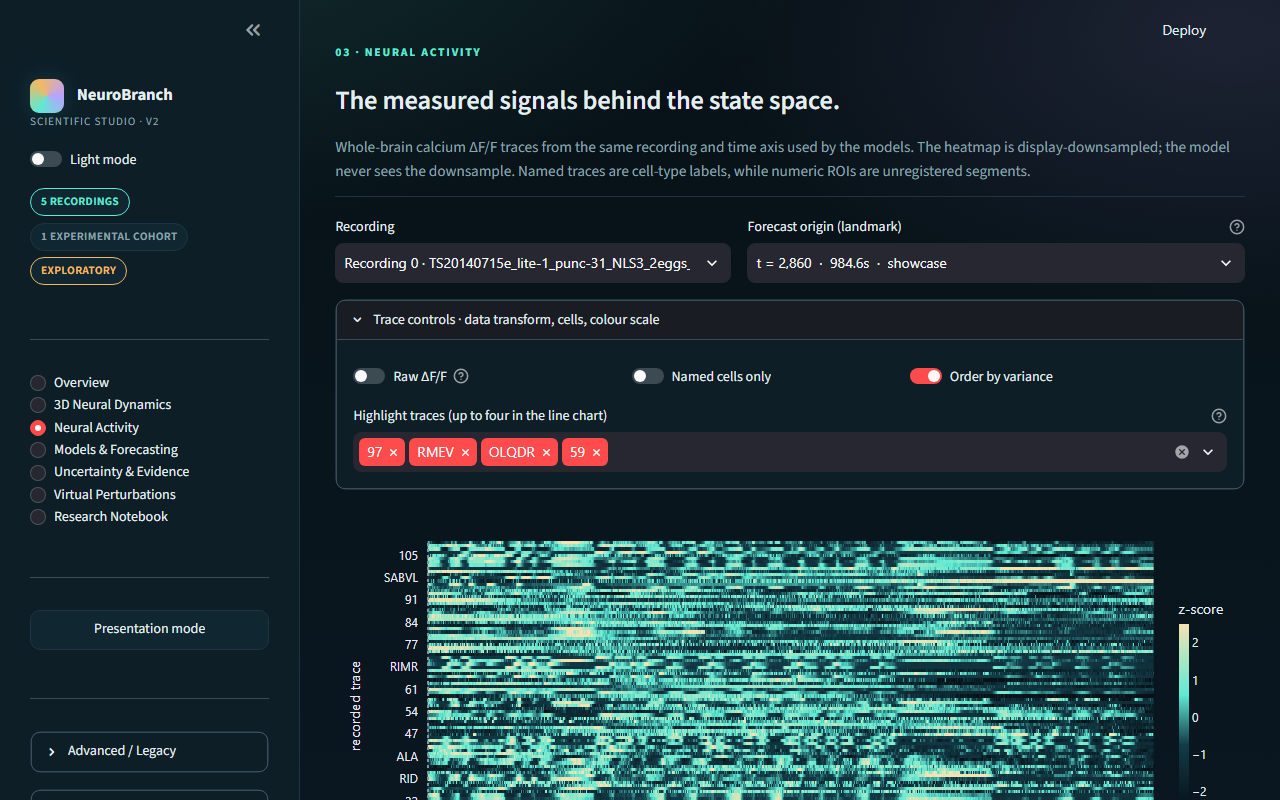 Deploy
NeuroBranch
SCIENTIFIC STUDIO · V2
Light mode
5 RECORDINGS
1 EXPERIMENTAL COHORT
EXPLORATORY
Overview
3D Neural Dynamics
Neural Activity
Models & Forecasting
Uncertainty & Evidence
Virtual Perturbations
Research Notebook
Presentation mode
Advanced / Legacy
03 · NEURAL ACTIVITY
The measured signals behind the state space.
Whole-brain calcium ΔF/F traces from the same recording and time axis used by the models. The heatmap is display-downsampled; the model
never sees the downsample. Named traces are cell-type labels, while numeric ROIs are unregistered segments.
Recording
Forecast origin (landmark)
Recording 0 · TS20140715e_lite-1_punc-31_NLS3_2eggs_
t = 2,860 · 984.6s · showcase
Trace controls · data transform, cells, colour scale
Raw ΔF/F
Named cells only
Order by variance
Highlight traces (up to four in the line chart)
97 × RMEV × OLQDR × 59 ×
105
SABVL
91
84
77
RIMR
61
54
47
ALA
RID
recorded trace
z-score
2
1
0
−1
−2